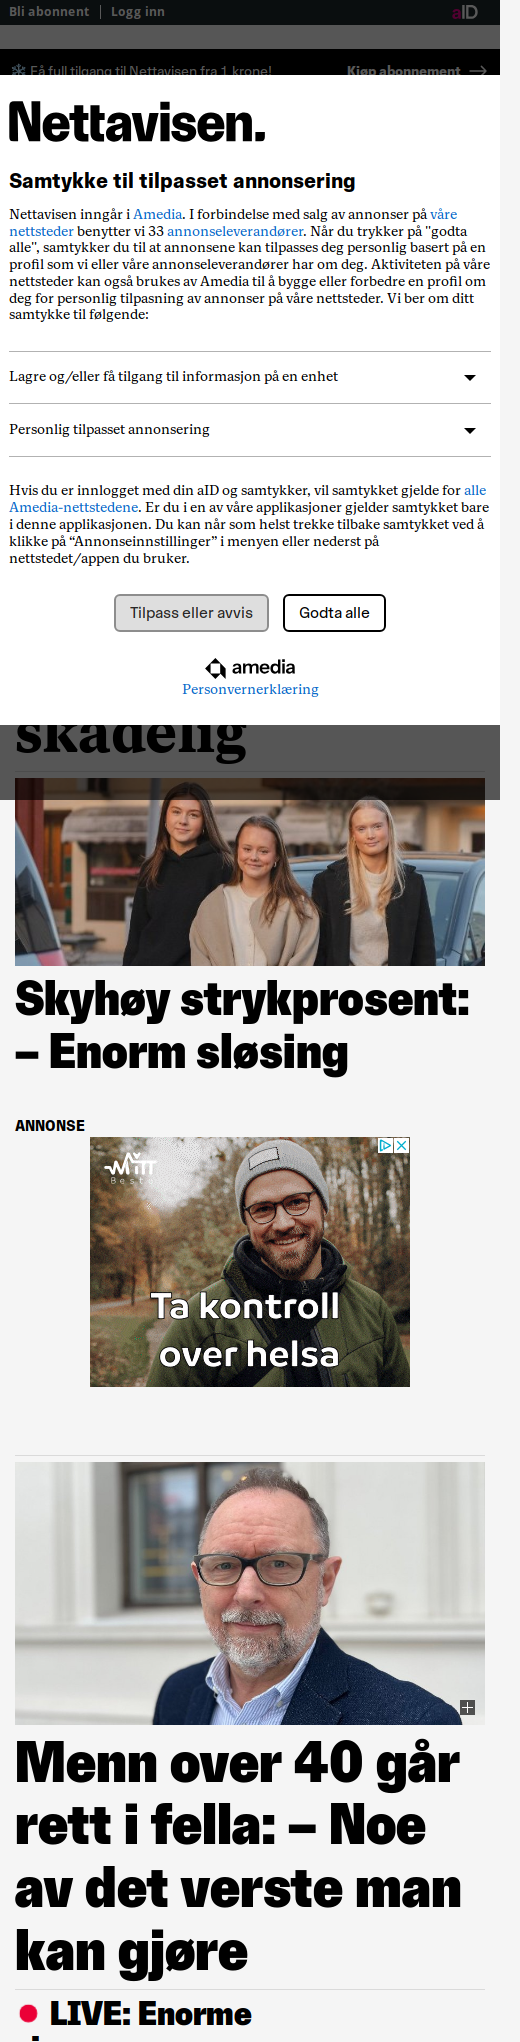 Bli abonnent | Logg inn
aID
Få full tilgang til Nettavisen fra 1 krone!
Kjøp abonnement
Nettavisen.
Samtykke til tilpasset annonsering
Nettavisen inngår i Amedia. I forbindelse med salg av annonser på våre
nettsteder benytter vi 33 annonseleverandører. Når du trykker på "godta
alle", samtykker du til at annonsene kan tilpasses deg personlig basert på en
profil som vi eller våre annonseleverandører har om deg. Aktiviteten på våre
nettsteder kan også brukes av Amedia til å bygge eller forbedre en profil om
deg for personlig tilpasning av annonser på våre nettsteder. Vi ber om ditt
samtykke til følgende:
Lagre og/eller få tilgang til informasjon på en enhet
Personlig tilpasset annonsering
Hvis du er innlogget med din aID og samtykker, vil samtykket gjelde for alle
Amedia-nettstedene. Er du i en av våre applikasjoner gjelder samtykket bare
i denne applikasjonen. Du kan når som helst trekke tilbake samtykket ved å
klikke på “Annonseinnstillinger” i menyen eller nederst på
nettstedet/appen du bruker.
Tilpass eller avvis
Godta alle
amedia
Personvernerklæring
skadelig
Skyhøy strykprosent:
– Enorm sløsing
ANNONSE
MITT
Beste
Ta kontroll
over helsa
Menn over 40 går
rett i fella: – Noe
av det verste man
kan gjøre
LIVE: Enorme